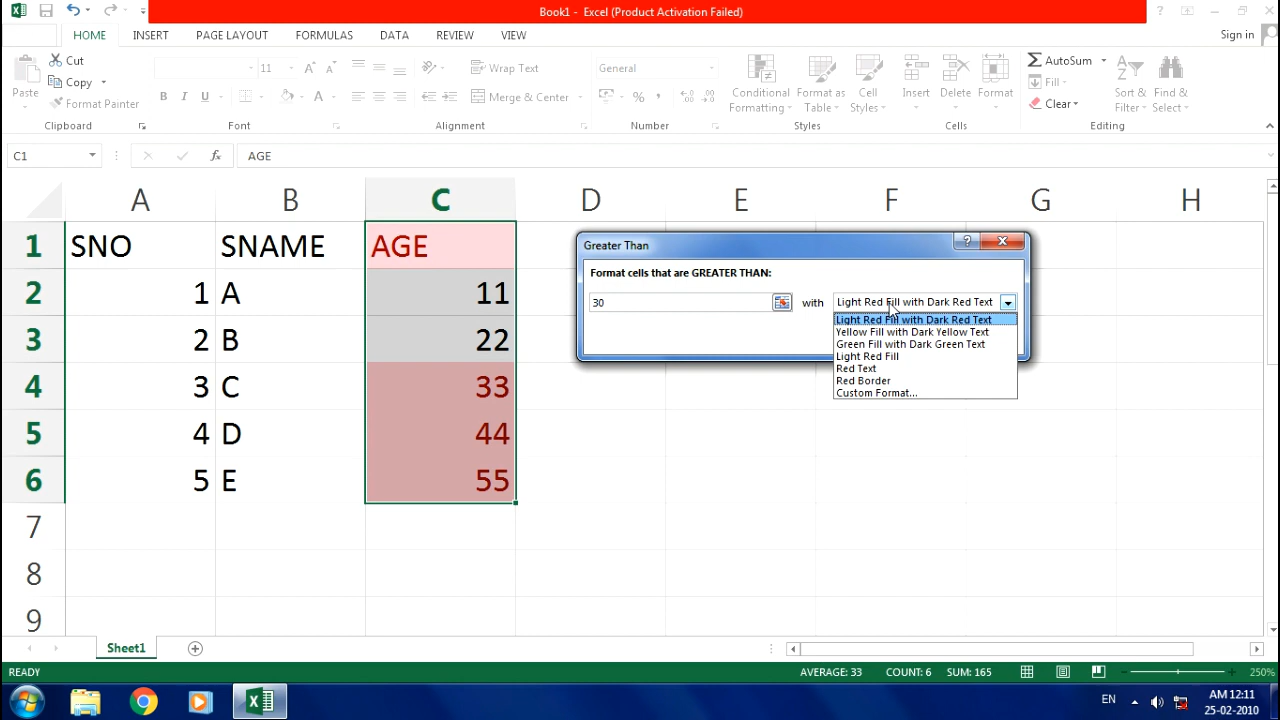 Book1 - Excel (Product Activation Failed)
HOME INSERT PAGE LAYOUT FORMULAS DATA REVIEW VIEW Sign in
Cut
Copy
Format Painter
Paste
Clipboard
11
B I U
Font
Wrap Text
Merge & Center
Alignment
General
%
Number
Conditional Formatting
Format as Table
Cell Styles
Styles
Insert
Delete
Format
Cells
AutoSum
Fill
Clear
Sort & Filter
Find & Select
Editing
C1 fx AGE
A B C D E F G H
1 SNO SNAME AGE
2 1 A 11
3 2 B 22
4 3 C 33
5 4 D 44
6 5 E 55
7
8
9
Greater Than
Format cells that are GREATER THAN:
30 with Light Red Fill with Dark Red Text
Light Red Fill with Dark Red Text
Yellow Fill with Dark Yellow Text
Green Fill with Dark Green Text
Light Red Fill
Red Text
Red Border
Custom Format...
Sheet1
READY AVERAGE: 33 COUNT: 6 SUM: 165 250%
EN AM 12:11
25-02-2010